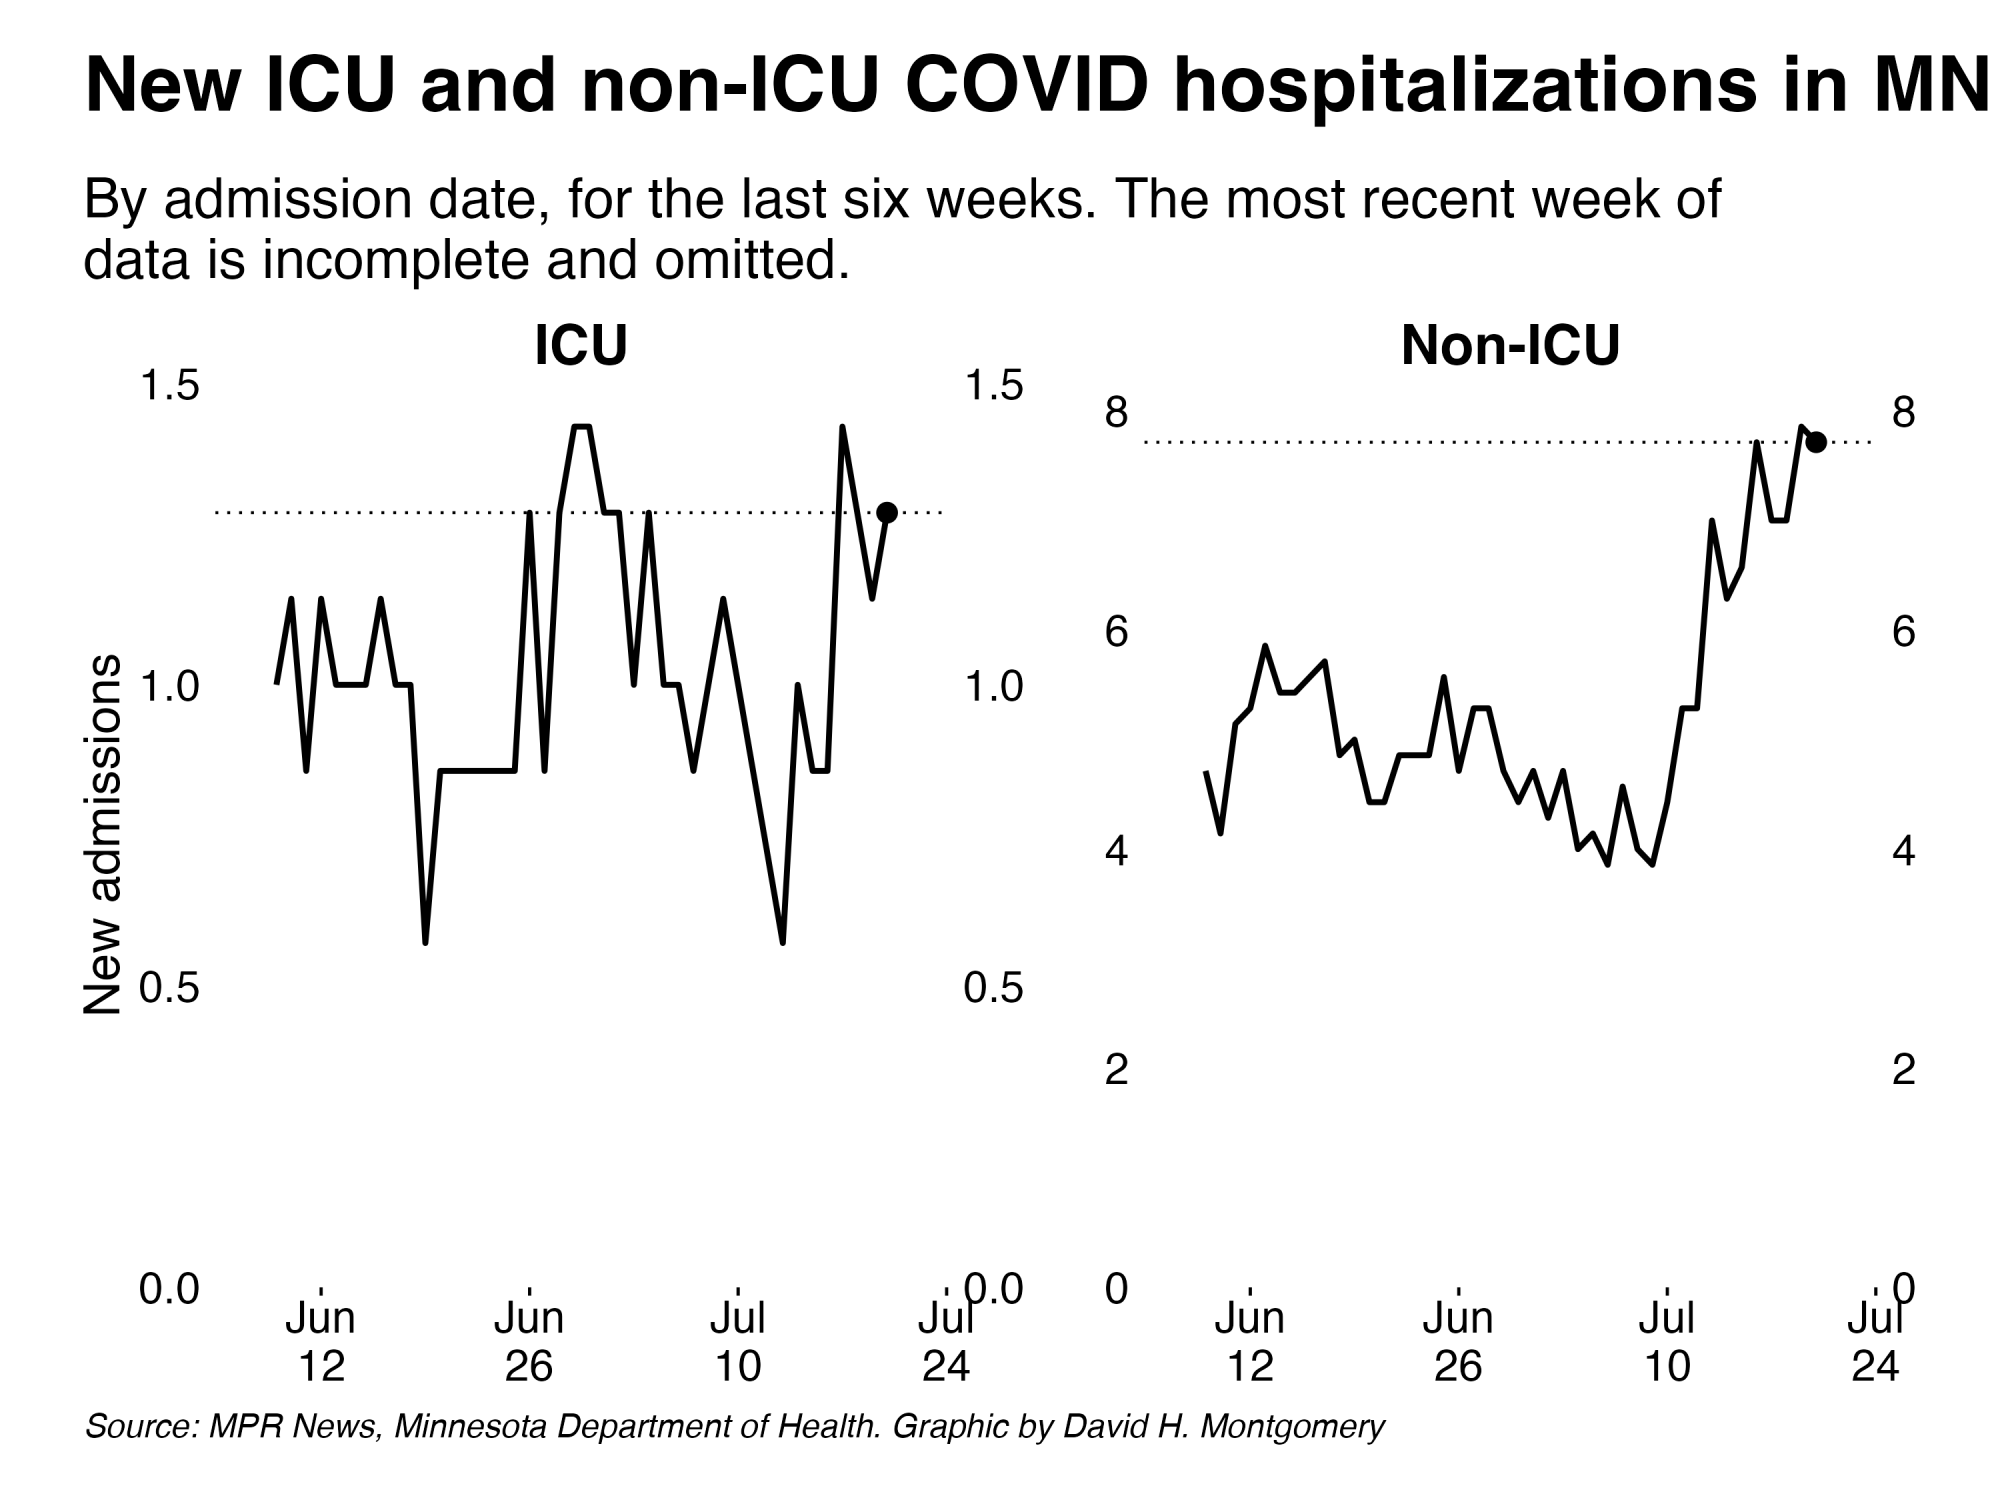 New ICU and non-ICU COVID hospitalizations in MN
By admission date, for the last six weeks. The most recent week of
data is incomplete and omitted.
ICU
Non-ICU
New admissions
1.5
1.0
0.5
0.0
1.5
1.0
0.5
0.0
8
6
4
2
0
8
6
4
2
0
Jun
12
Jun
26
Jul
10
Jul
24
Jun
12
Jun
26
Jul
10
Jul
24
Source: MPR News, Minnesota Department of Health. Graphic by David H. Montgomery